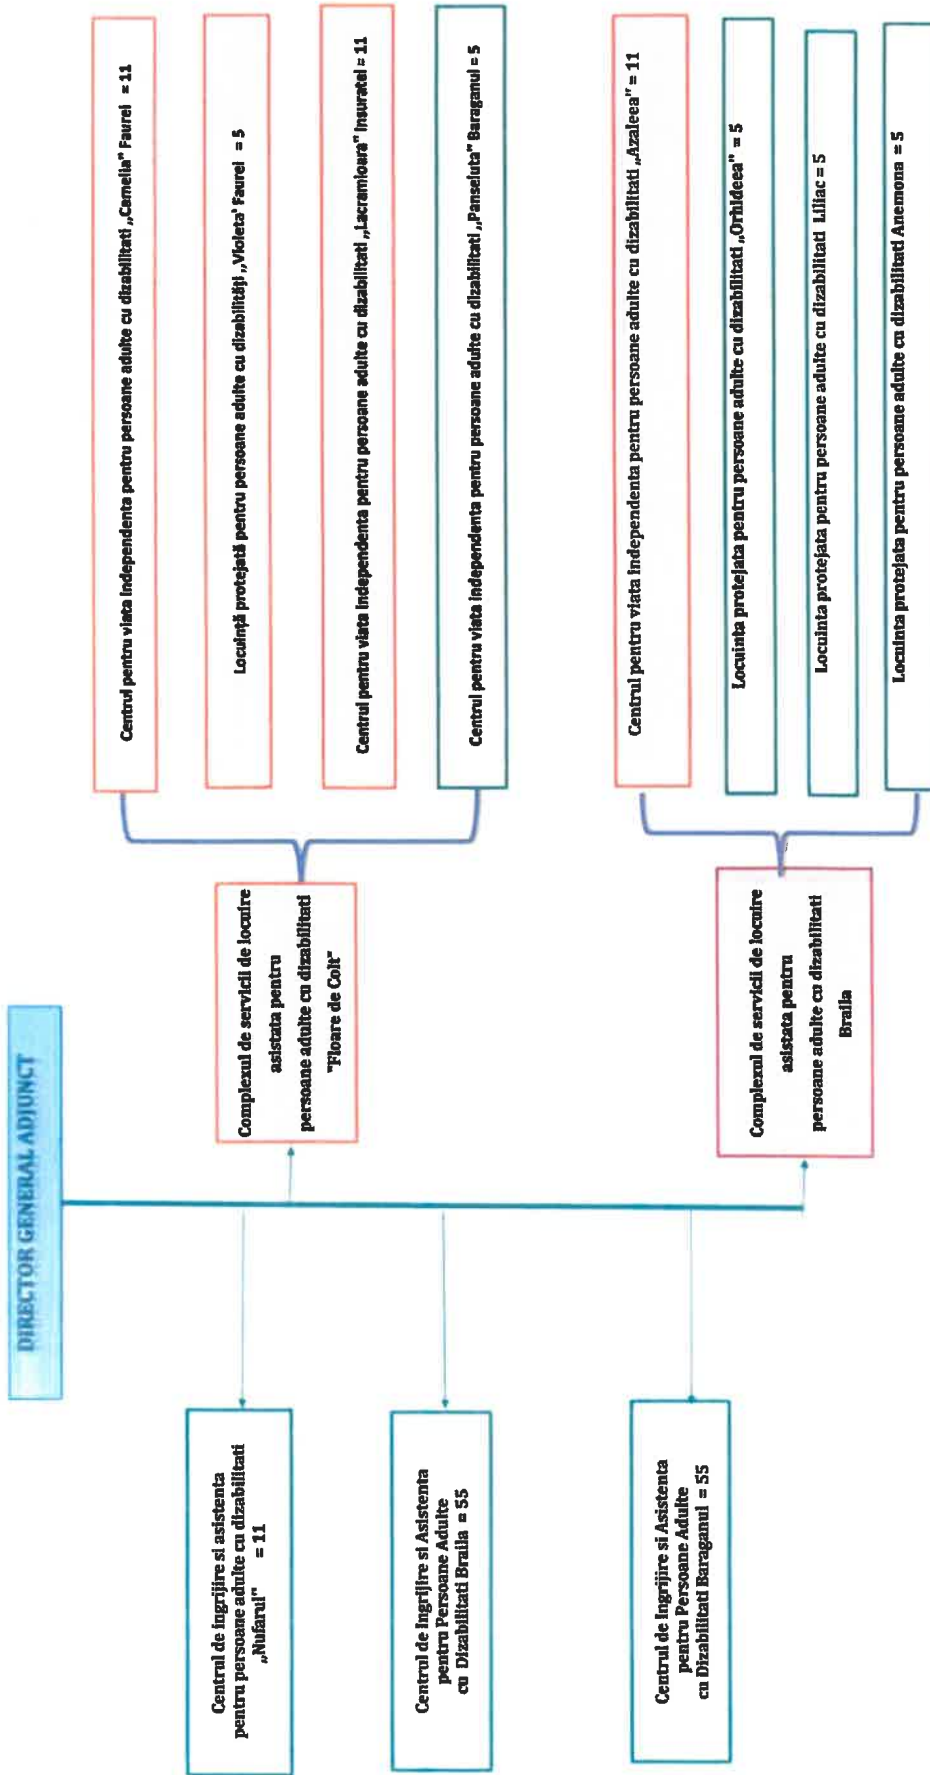 DIRECTOR GENERAL ADJUNCT
Centrul de ingrijire si asistenta
pentru persoane adulte cu dizabilitati
„Nufarul" = 11
Centrul de Ingrijire si Asistenta
pentru Persoane Adulte
cu Dizabilitati Braila = 55
Centrul de Ingrijire si Asistenta
pentru Persoane Adulte
cu Dizabilitati Baraganul = 55
Complexul de servicii de locuire
asistata pentru
persoane adulte cu dizabilitati
"Floare de Colt"
Centrul pentru viata independenta pentru persoane adulte cu dizabilitati „Camelia" Faurei = 11
Locuință protejată pentru persoane adulte cu dizabilități „Violeta' Faurei = 5
Centrul pentru viata independenta pentru persoane adulte cu dizabilitati „Lacramioara" Insuratei = 11
Centrul pentru viata independenta pentru persoane adulte cu dizabilitati „Panseluta" Baraganul = 5
Complexul de servicii de locuire
asistata pentru
persoane adulte cu dizabilitati
Braila
Centrul pentru viata independenta pentru persoane adulte cu dizabilitati „Azaleea" = 11
Locuinta protejata pentru persoane adulte cu dizabilitati „Orhideea" = 5
Locuinta protejata pentru persoane adulte cu dizabilitati Liliac = 5
Locuinta protejata pentru persoane adulte cu dizabilitati Anemona = 5